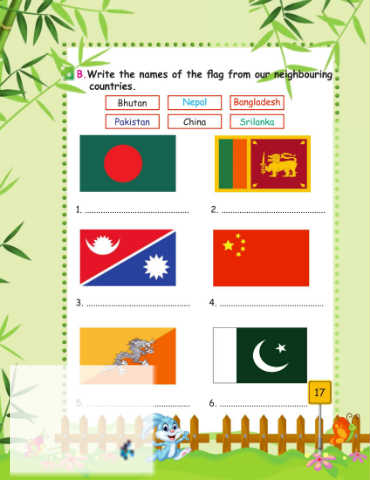 B. Write the names of the flag from our neighbouring
countries.
Bhutan Nepal Bangladesh
Pakistan China Srilanka
1. ........................................ 2. ........................................
3. ........................................ 4. ........................................
5. ........................................ 6. ........................................
17